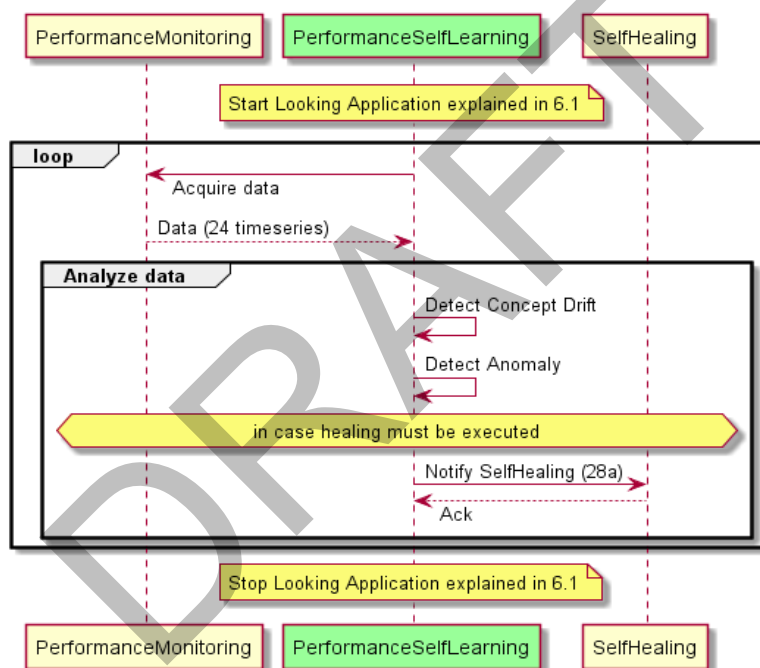 PerformanceMonitoring PerformanceSelfLearning SelfHealing
Start Looking Application explained in 6.1
loop
Acquire data
Data (24 timeseries)
Analyze data
Detect Concept Drift
Detect Anomaly
in case healing must be executed
Notify SelfHealing (28a)
Ack
Stop Looking Application explained in 6.1
PerformanceMonitoring PerformanceSelfLearning SelfHealing
DRAFT